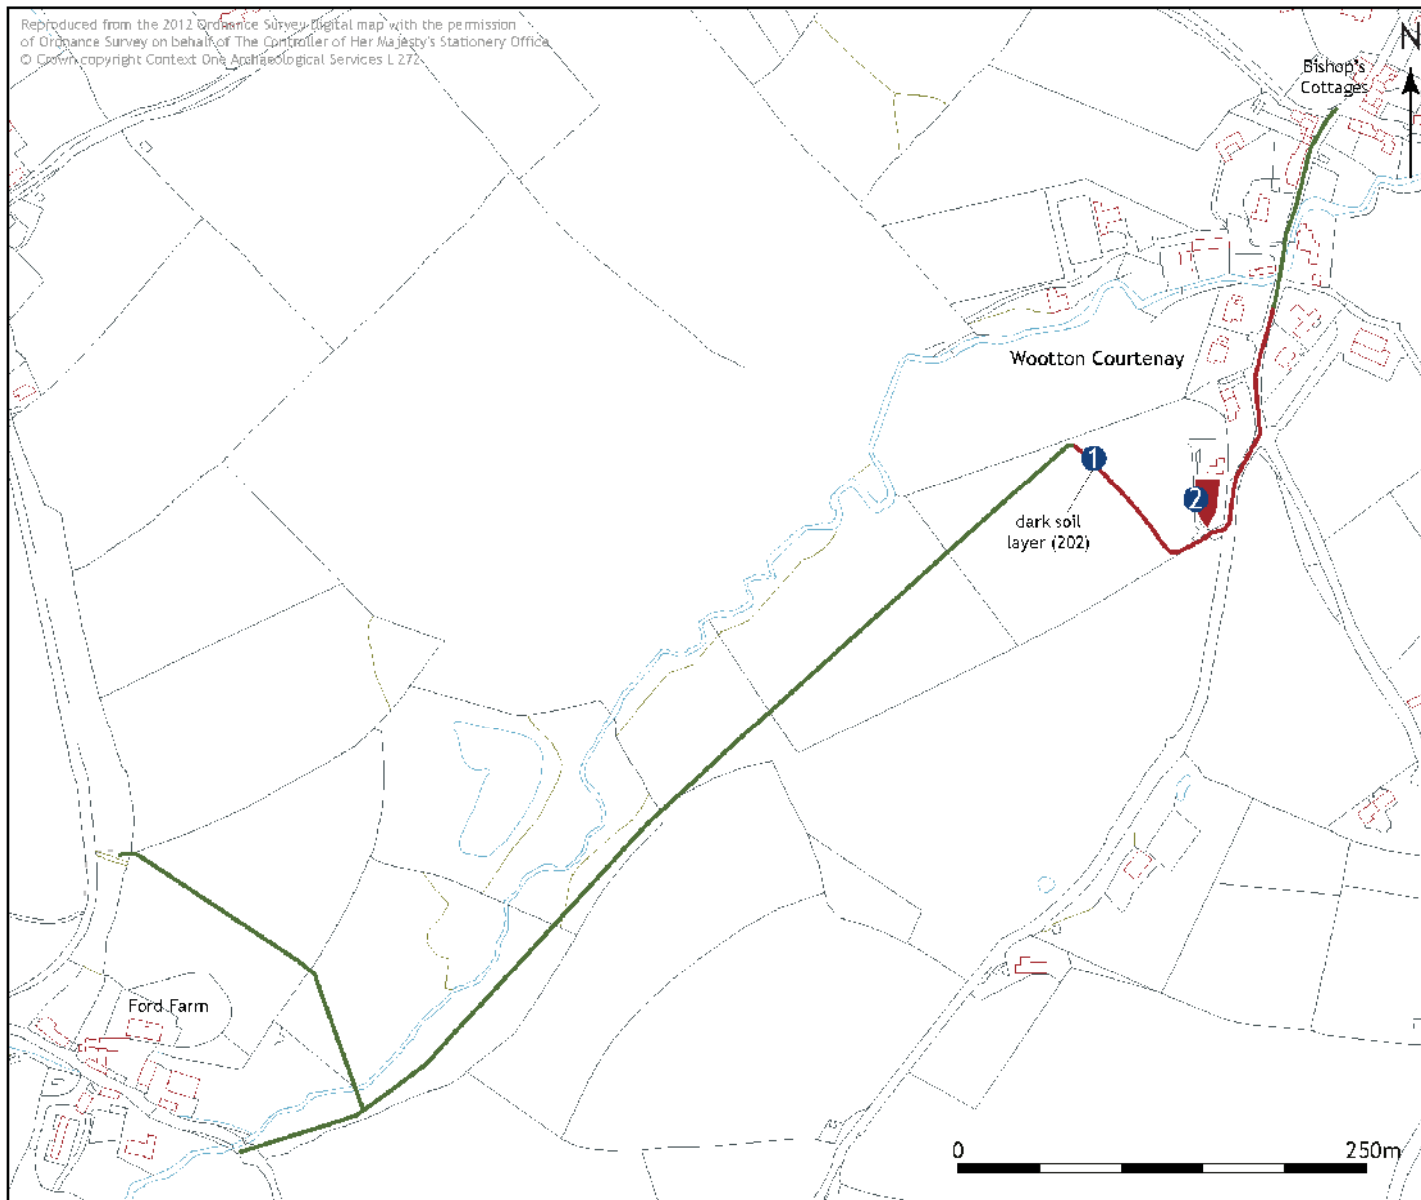 Reproduced from the 2012 Ordnance Survey digital map with the permission
of Ordnance Survey on behalf of The Controller of Her Majesty's Stationery Office
© Crown copyright Context One Archaeological Services L 272
N
Bishop's
Cottages
Wootton Courtenay
1
2
dark soil
layer (202)
Ford Farm
0 250m